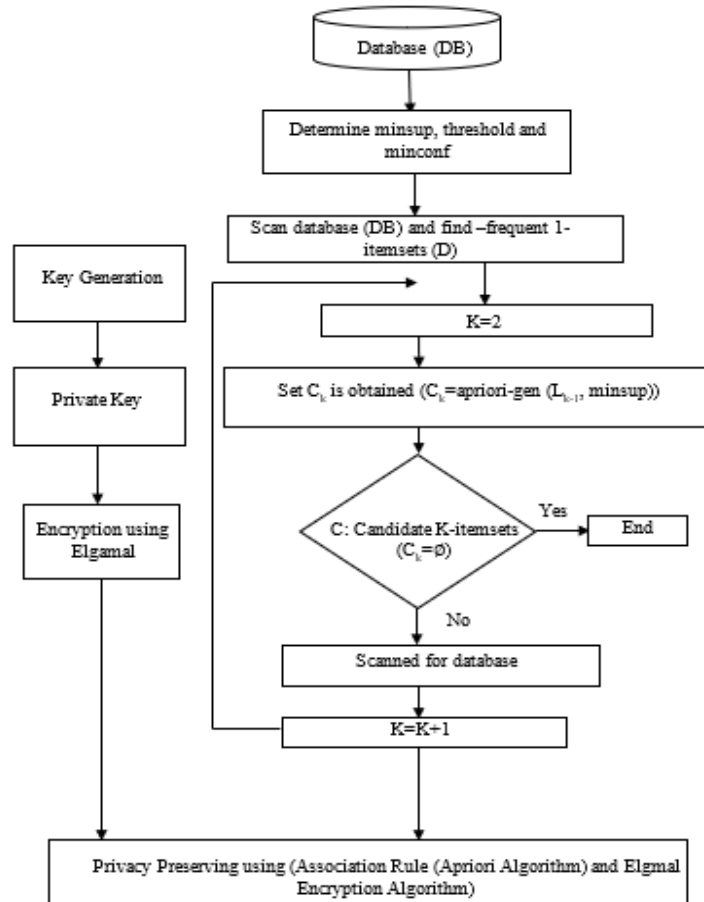 Database (DB)
Determine minsup, threshold and
minconf
Scan database (DB) and find –frequent 1-
itemsets (D)
Key Generation
K=2
Private Key
Set Cₖ is obtained (Cₖ=apriori-gen (Lₖ₋₁, minsup))
Encryption using
Elgamal
C: Candidate K-itemsets
(Cₖ=∅)
Yes
End
No
Scanned for database
K=K+1
Privacy Preserving using (Association Rule (Apriori Algorithm) and Elgmal
Encryption Algorithm)